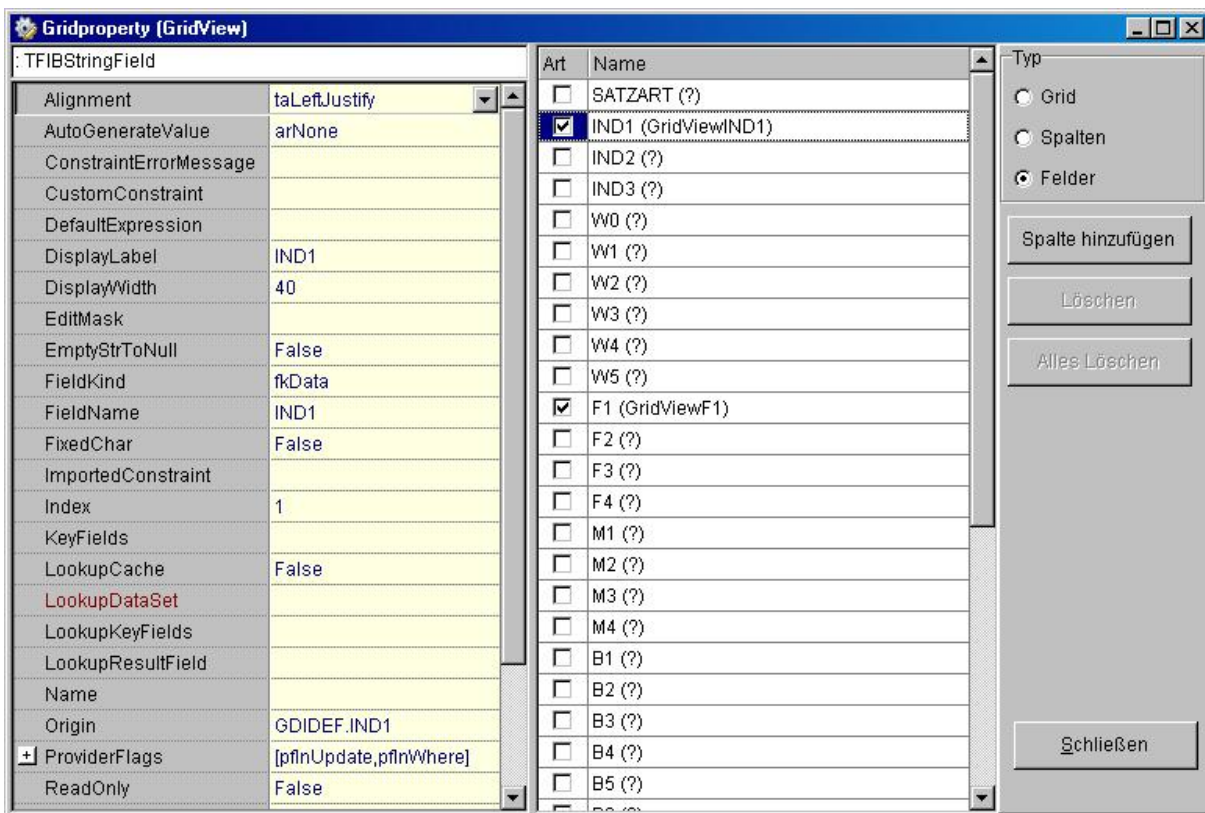 Gridproperty (GridView)
: TFIBStringField
Alignment taLeftJustify
AutoGenerateValue arNone
ConstraintErrorMessage
CustomConstraint
DefaultExpression
DisplayLabel IND1
DisplayWidth 40
EditMask
EmptyStrToNull False
FieldKind fkData
FieldName IND1
FixedChar False
ImportedConstraint
Index 1
KeyFields
LookupCache False
LookupDataSet
LookupKeyFields
LookupResultField
Name
Origin GDIDEF.IND1
ProviderFlags [pfInUpdate,pfInWhere]
ReadOnly False
Art Name
SATZART (?)
IND1 (GridViewIND1)
IND2 (?)
IND3 (?)
W0 (?)
W1 (?)
W2 (?)
W3 (?)
W4 (?)
W5 (?)
F1 (GridViewF1)
F2 (?)
F3 (?)
F4 (?)
M1 (?)
M2 (?)
M3 (?)
M4 (?)
B1 (?)
B2 (?)
B3 (?)
B4 (?)
B5 (?)
Typ
Grid
Spalten
Felder
Spalte hinzufügen
Löschen
Alles Löschen
Schließen